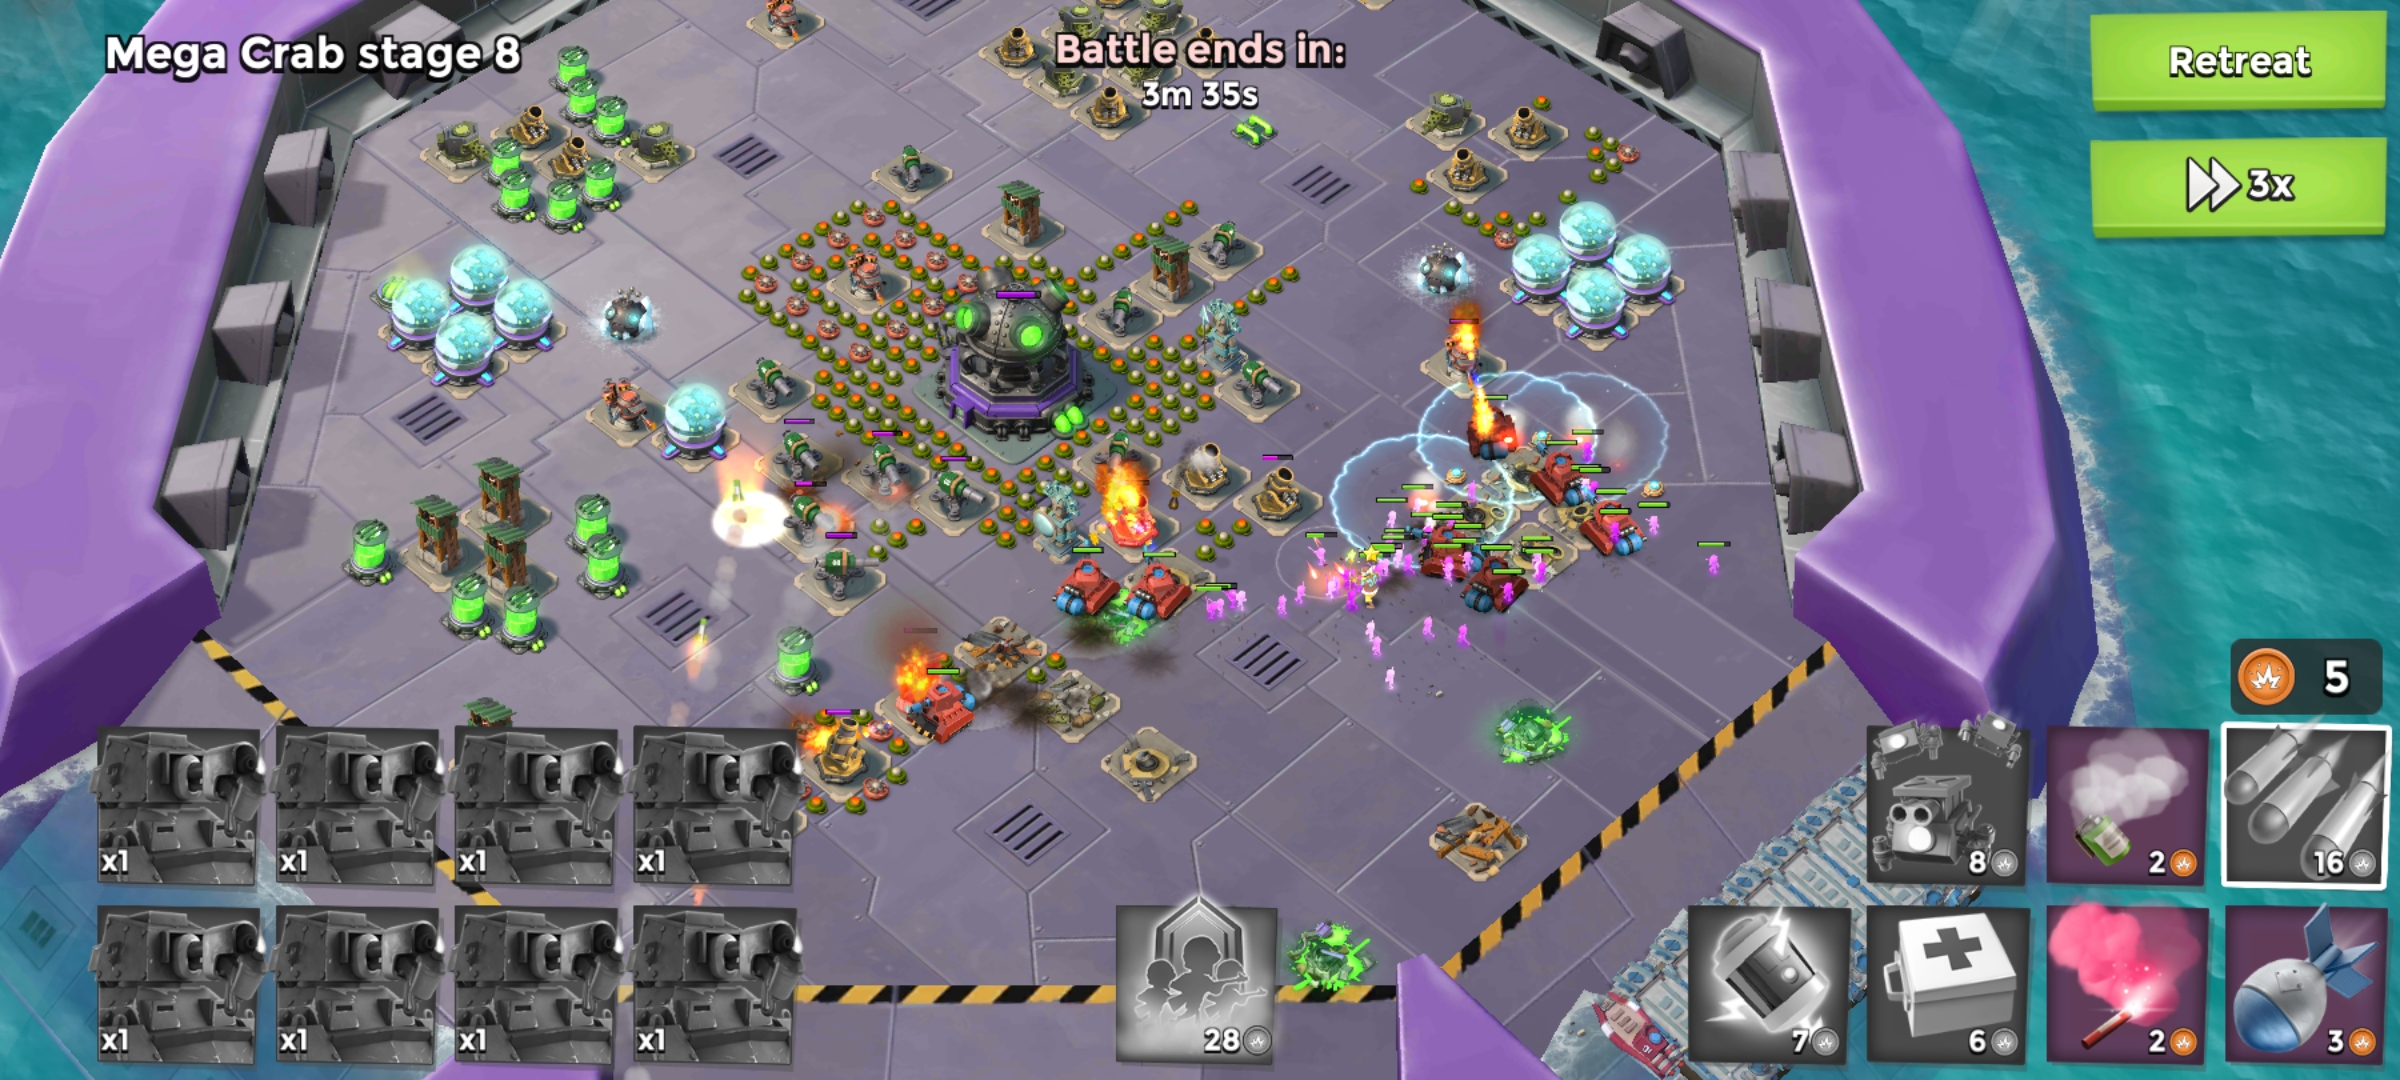 Mega Crab stage 8
Battle ends in:
3m 35s
Retreat
3x
5
8
2
16
x1
x1
x1
x1
x1
x1
x1
x1
28
7
6
2
3